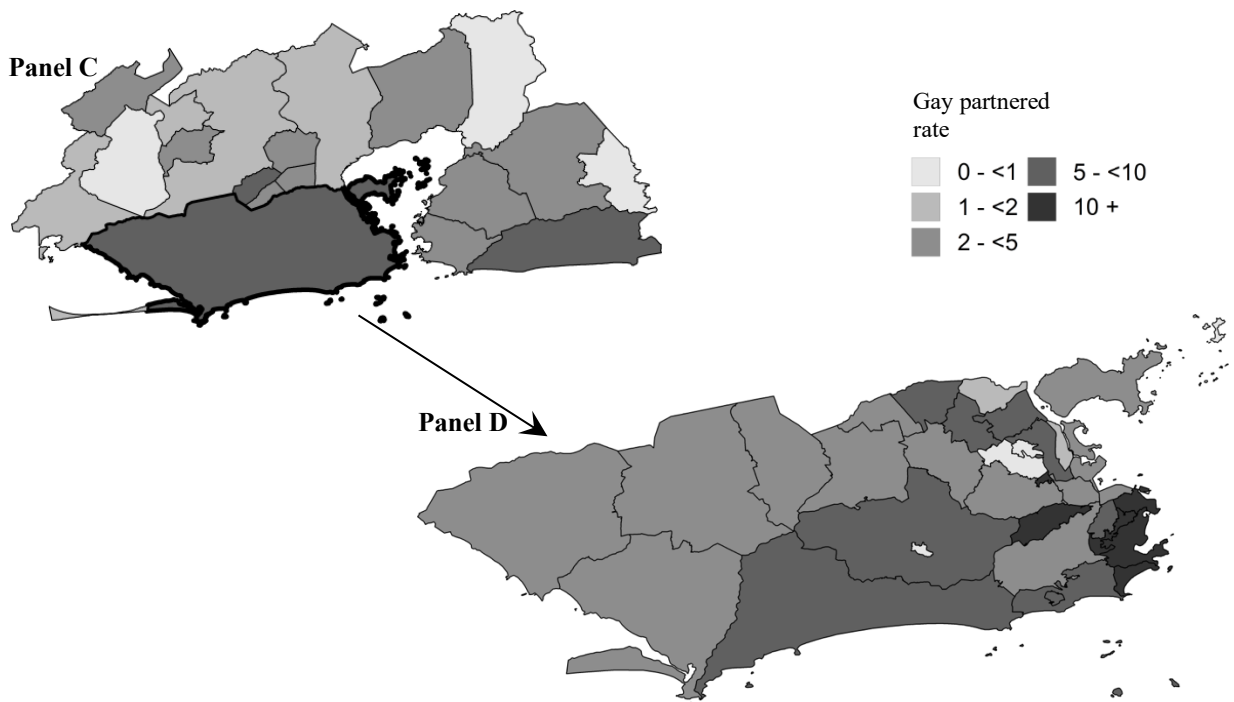 Panel C
Gay partnered
rate
0 - <1
5 - <10
1 - <2
10 +
2 - <5
Panel D